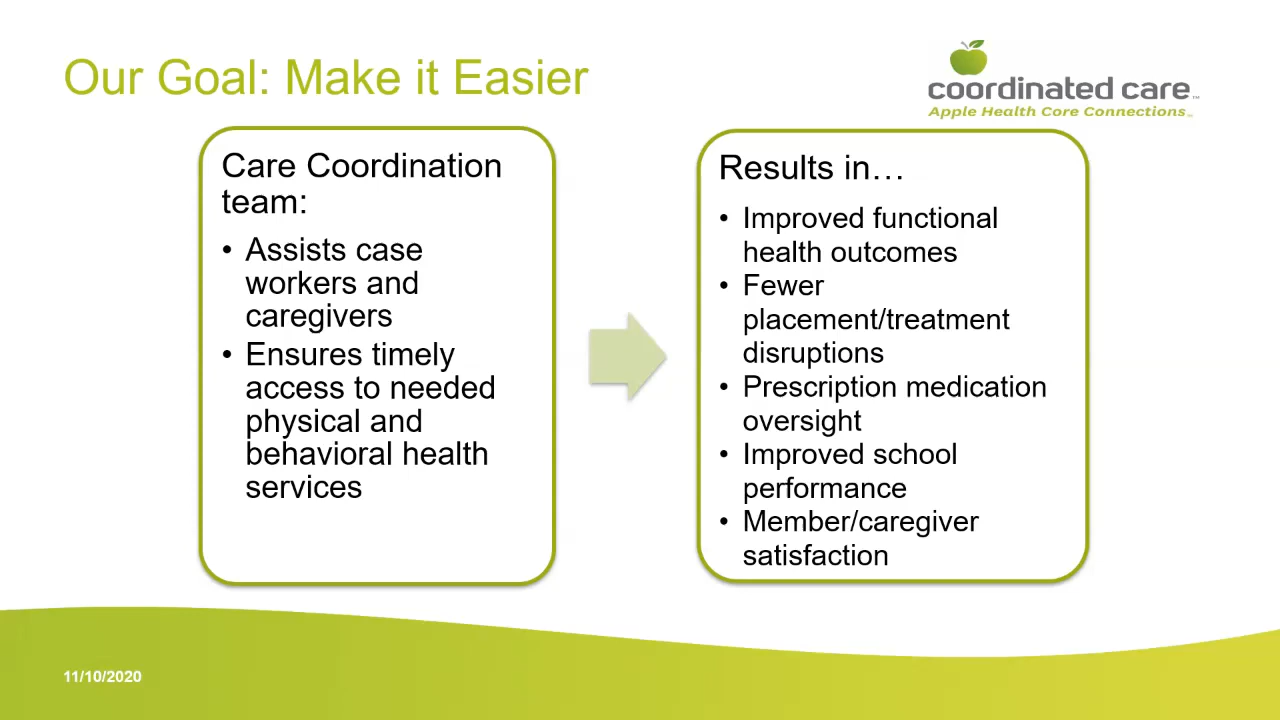 Our Goal: Make it Easier
coordinated care™
Apple Health Core Connections™
Care Coordination
team:
• Assists case
workers and
caregivers
• Ensures timely
access to needed
physical and
behavioral health
services
Results in…
• Improved functional
health outcomes
• Fewer
placement/treatment
disruptions
• Prescription medication
oversight
• Improved school
performance
• Member/caregiver
satisfaction
11/10/2020